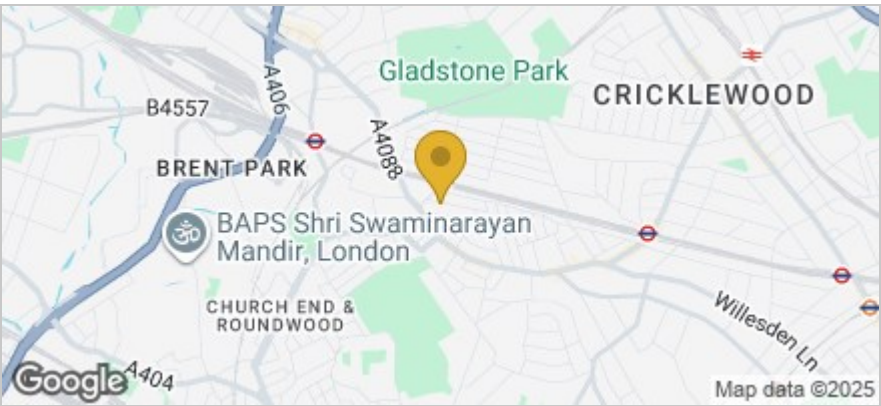 Gladstone Park
CRICKLEWOOD
A406
B4557
A4088
BRENT PARK
BAPS Shri Swaminarayan
Mandir, London
CHURCH END &
ROUNDWOOD
Willesden Ln
A404
Google
Map data ©2025